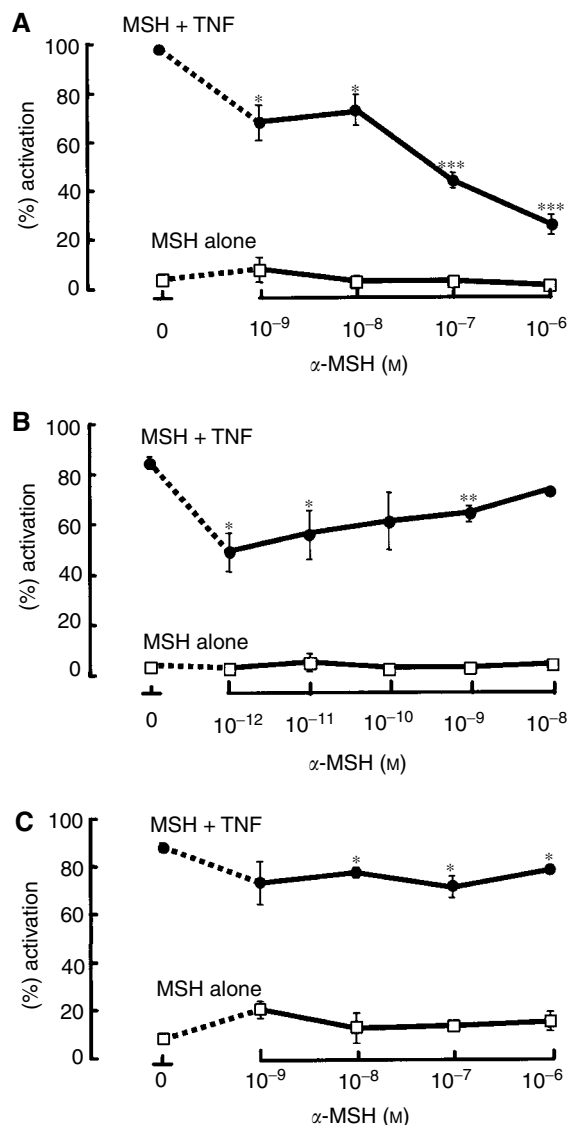 A
MSH + TNF
100
80
60
40
20
0
(%) activation
*
*
***
***
MSH alone
0
10⁻⁹
10⁻⁸
10⁻⁷
10⁻⁶
α-MSH (M)
B
MSH + TNF
100
80
60
40
20
0
(%) activation
*
*
**
MSH alone
0
10⁻¹²
10⁻¹¹
10⁻¹⁰
10⁻⁹
10⁻⁸
α-MSH (M)
C
MSH + TNF
100
80
60
40
20
0
(%) activation
*
*
*
MSH alone
0
10⁻⁹
10⁻⁸
10⁻⁷
10⁻⁶
α-MSH (M)